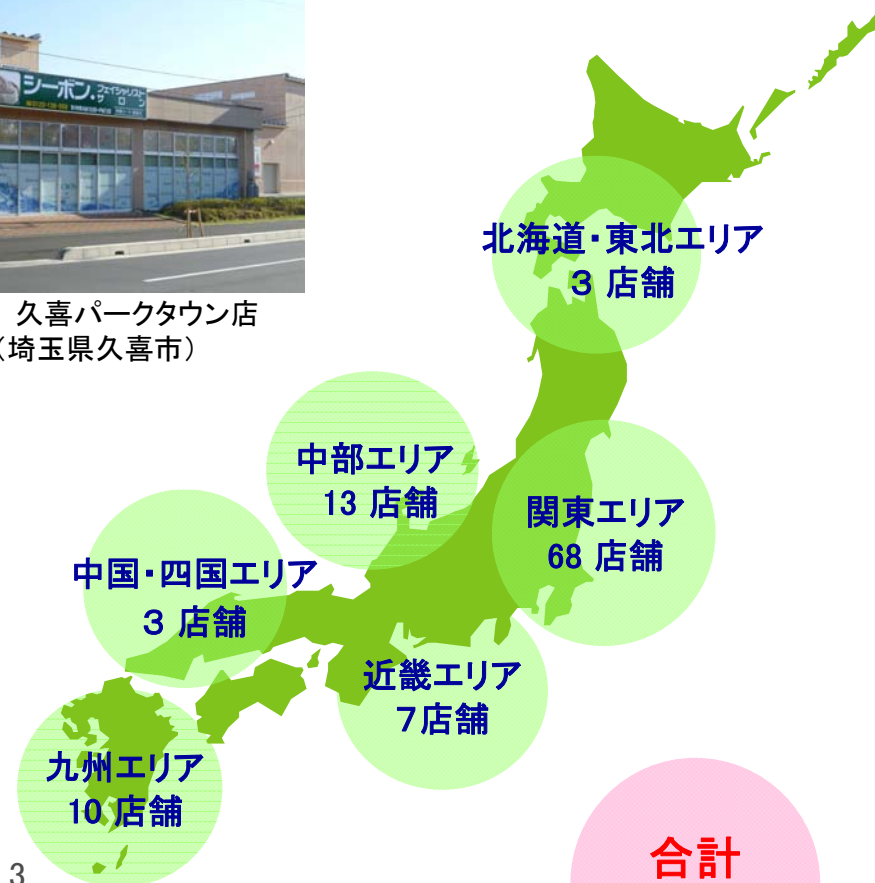 シーボン.フェイシャリスト
サロン
久喜パークタウン店
（埼玉県久喜市）
北海道・東北エリア
３ 店舗
中部エリア
13 店舗
関東エリア
68 店舗
中国・四国エリア
３ 店舗
近畿エリア
７店舗
九州エリア
10 店舗
合計
3